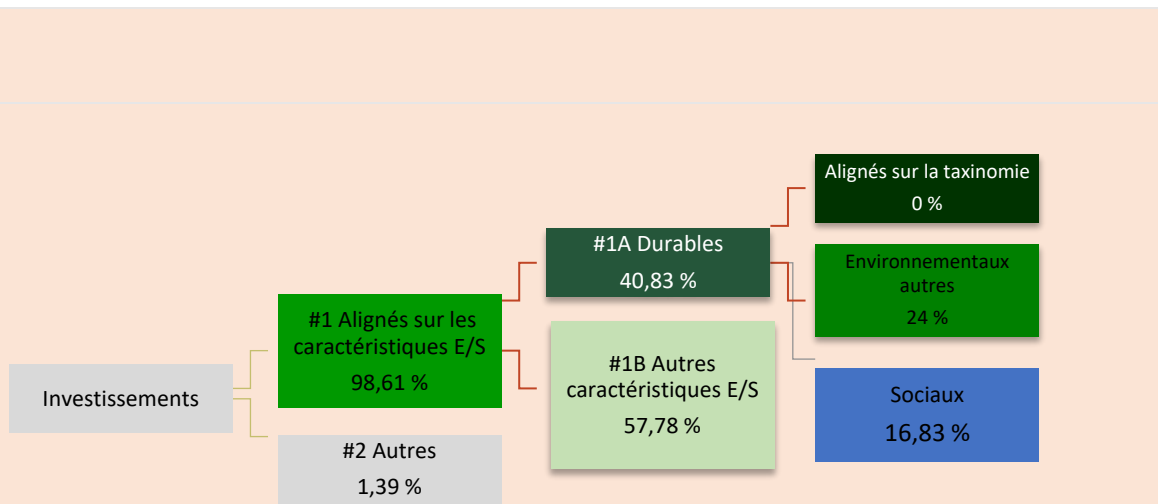 Investissements
#1 Alignés sur les
caractéristiques E/S
98,61 %
#2 Autres
1,39 %
#1A Durables
40,83 %
#1B Autres
caractéristiques E/S
57,78 %
Alignés sur la taxinomie
0 %
Environnementaux
autres
24 %
Sociaux
16,83 %